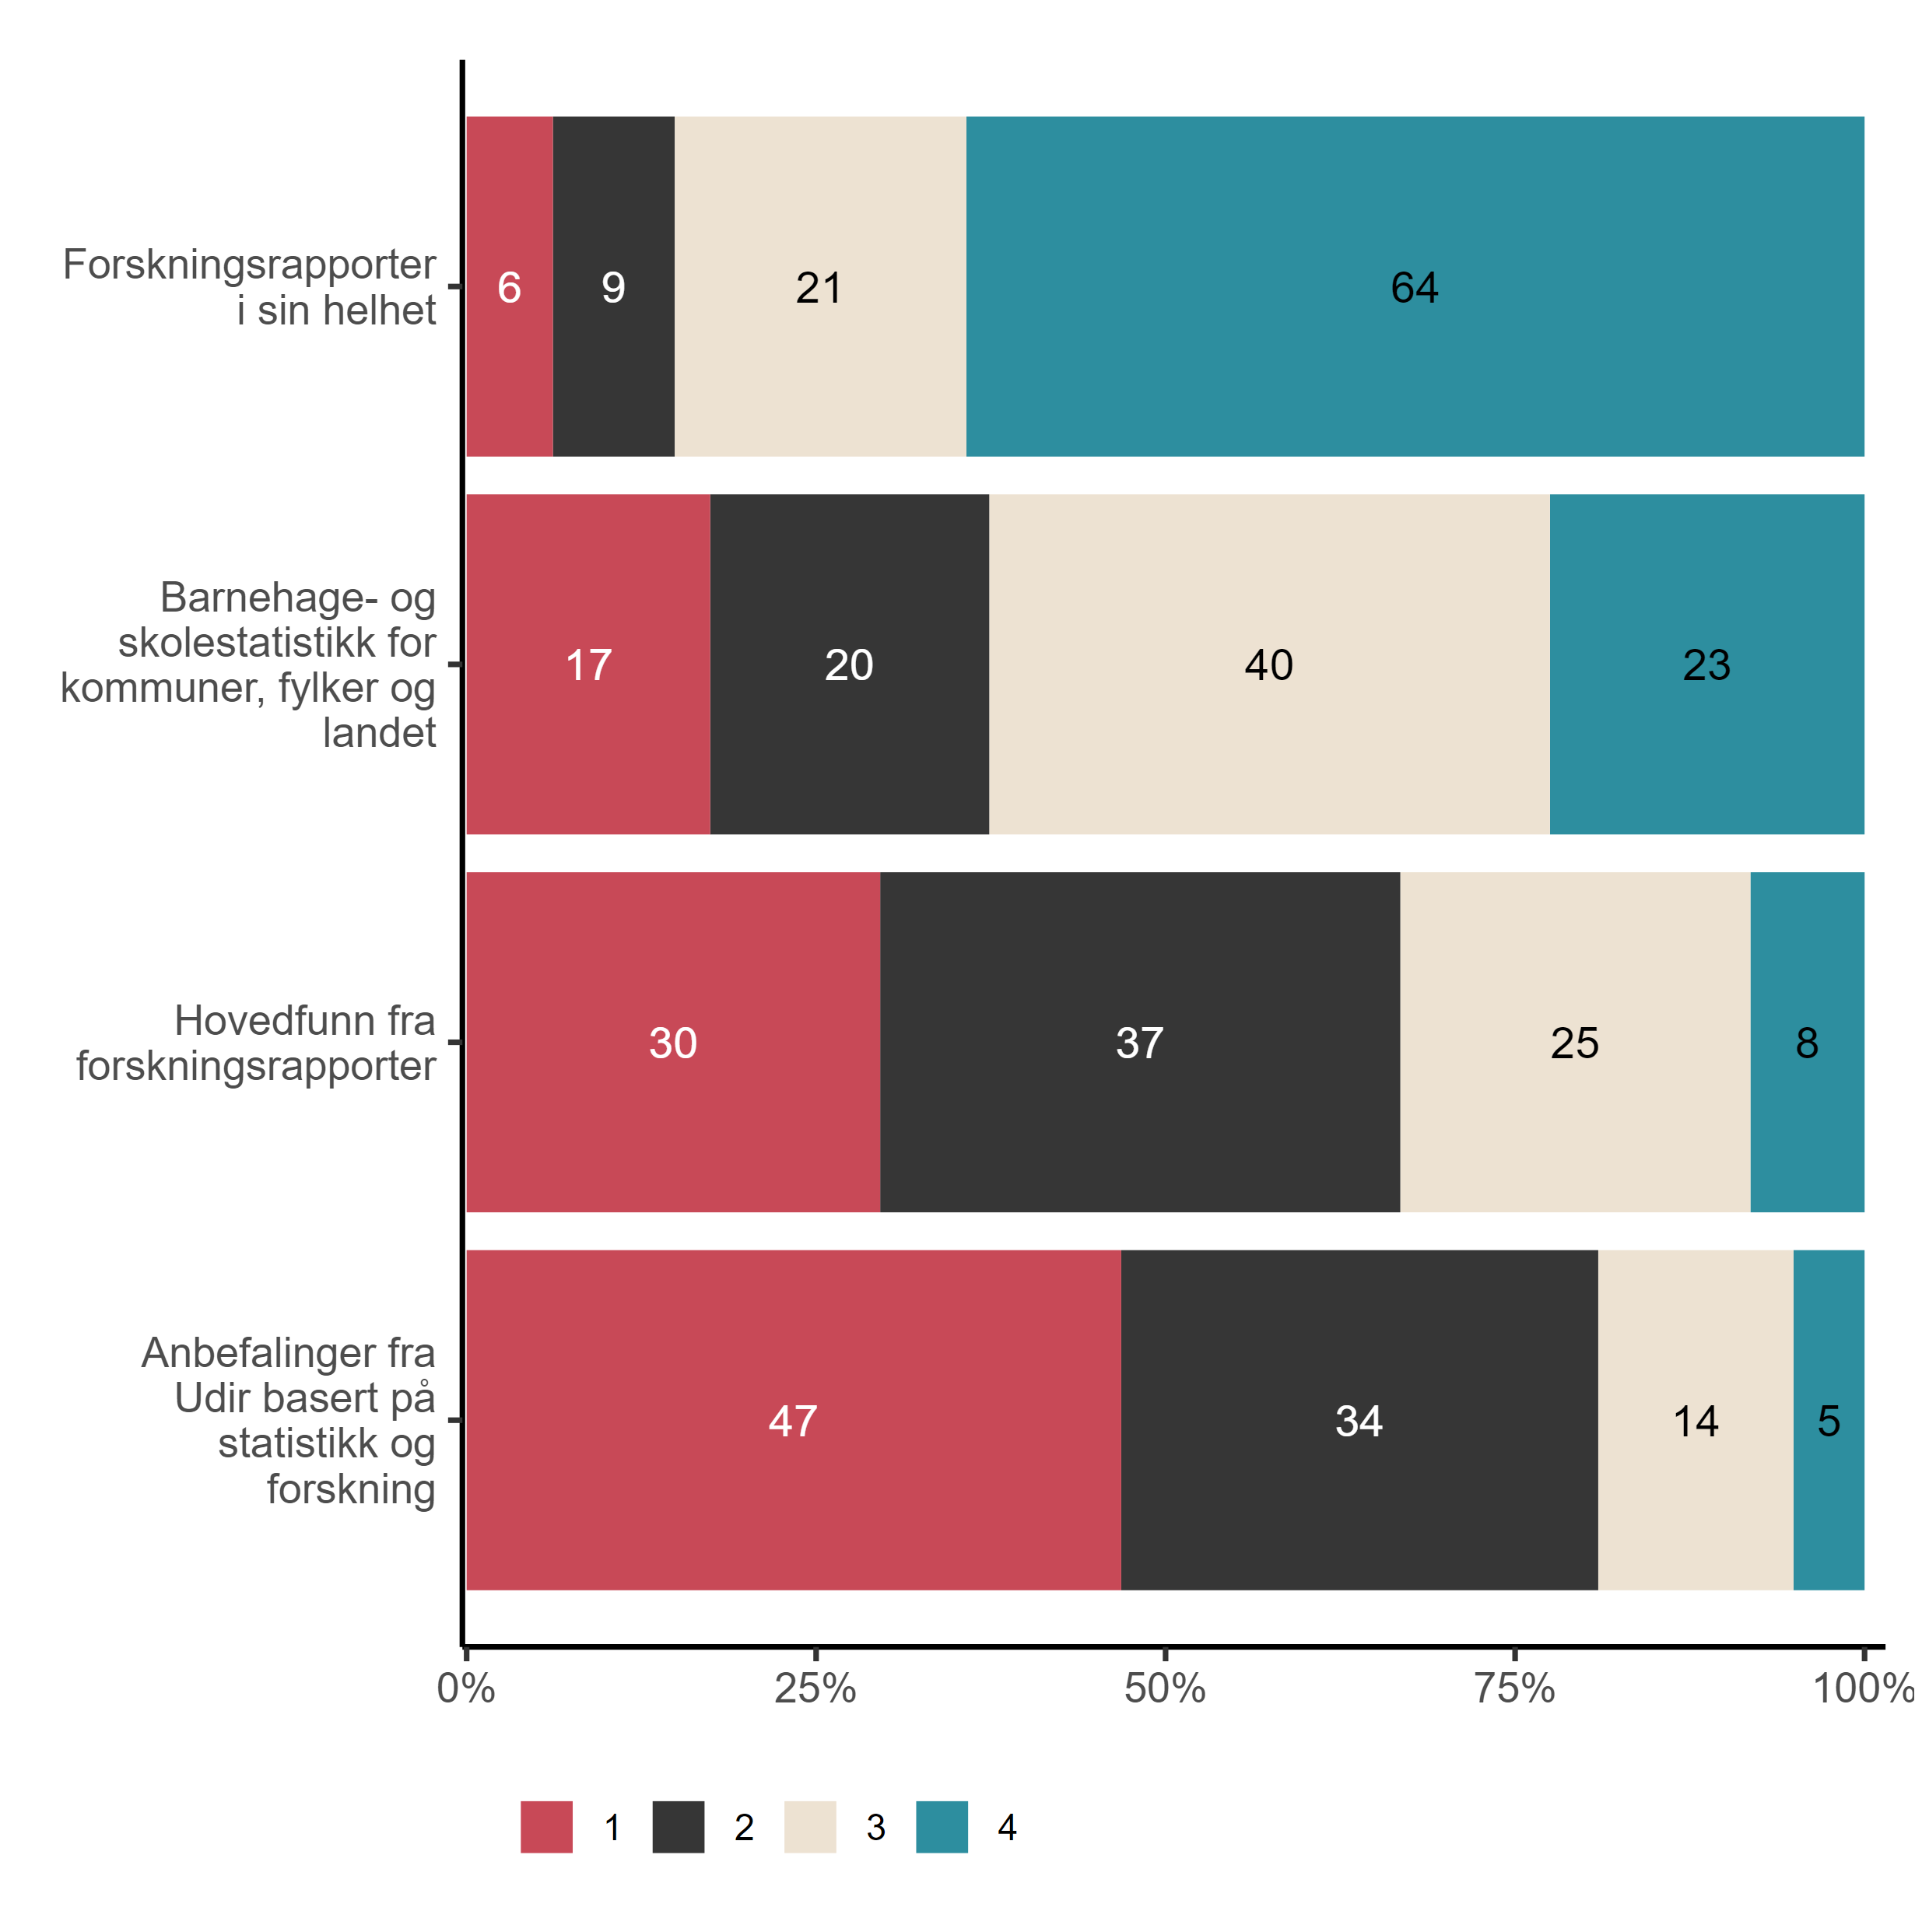 Forskningsrapporter
i sin helhet
6 9 21 64
Barnehage- og
skolestatistikk for
kommuner, fylker og
landet
17 20 40 23
Hovedfunn fra
forskningsrapporter
30 37 25 8
Anbefalinger fra
Udir basert på
statistikk og
forskning
47 34 14 5
0% 25% 50% 75% 100%
1 2 3 4